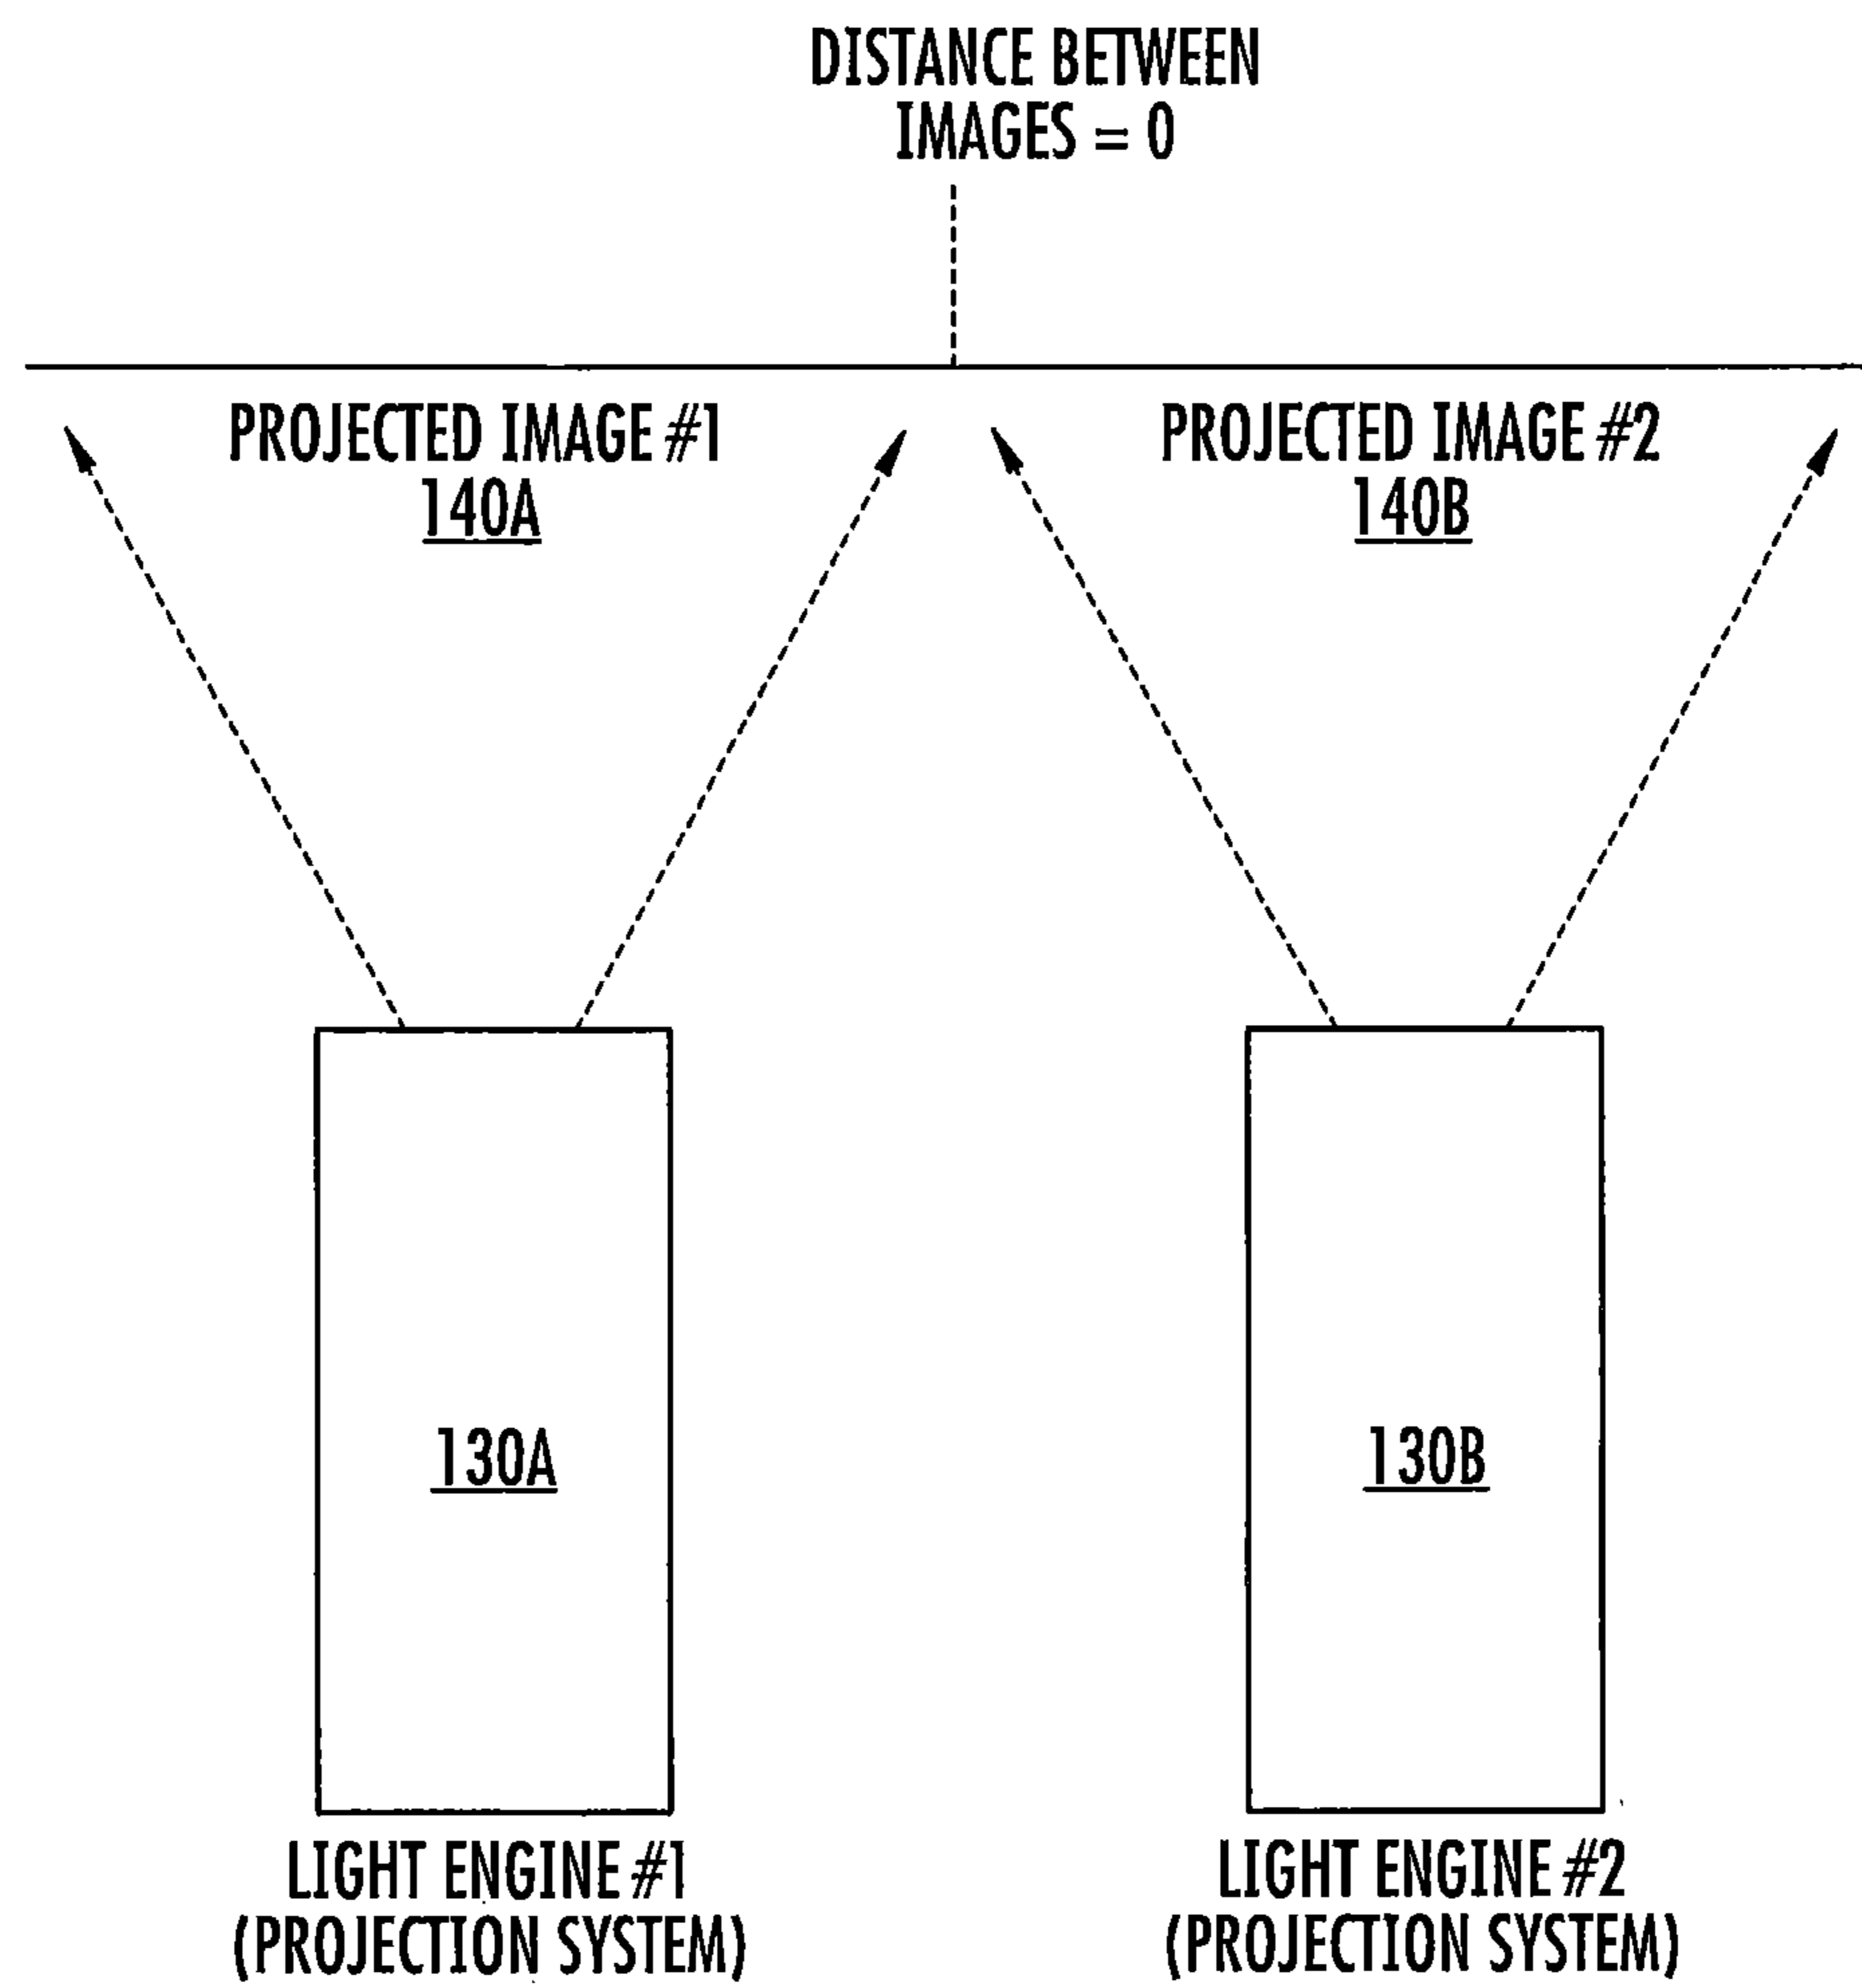 DISTANCE BETWEEN
IMAGES = 0
PROJECTED IMAGE #1
140A
PROJECTED IMAGE #2
140B
130A
130B
LIGHT ENGINE #1
(PROJECTION SYSTEM)
LIGHT ENGINE #2
(PROJECTION SYSTEM)